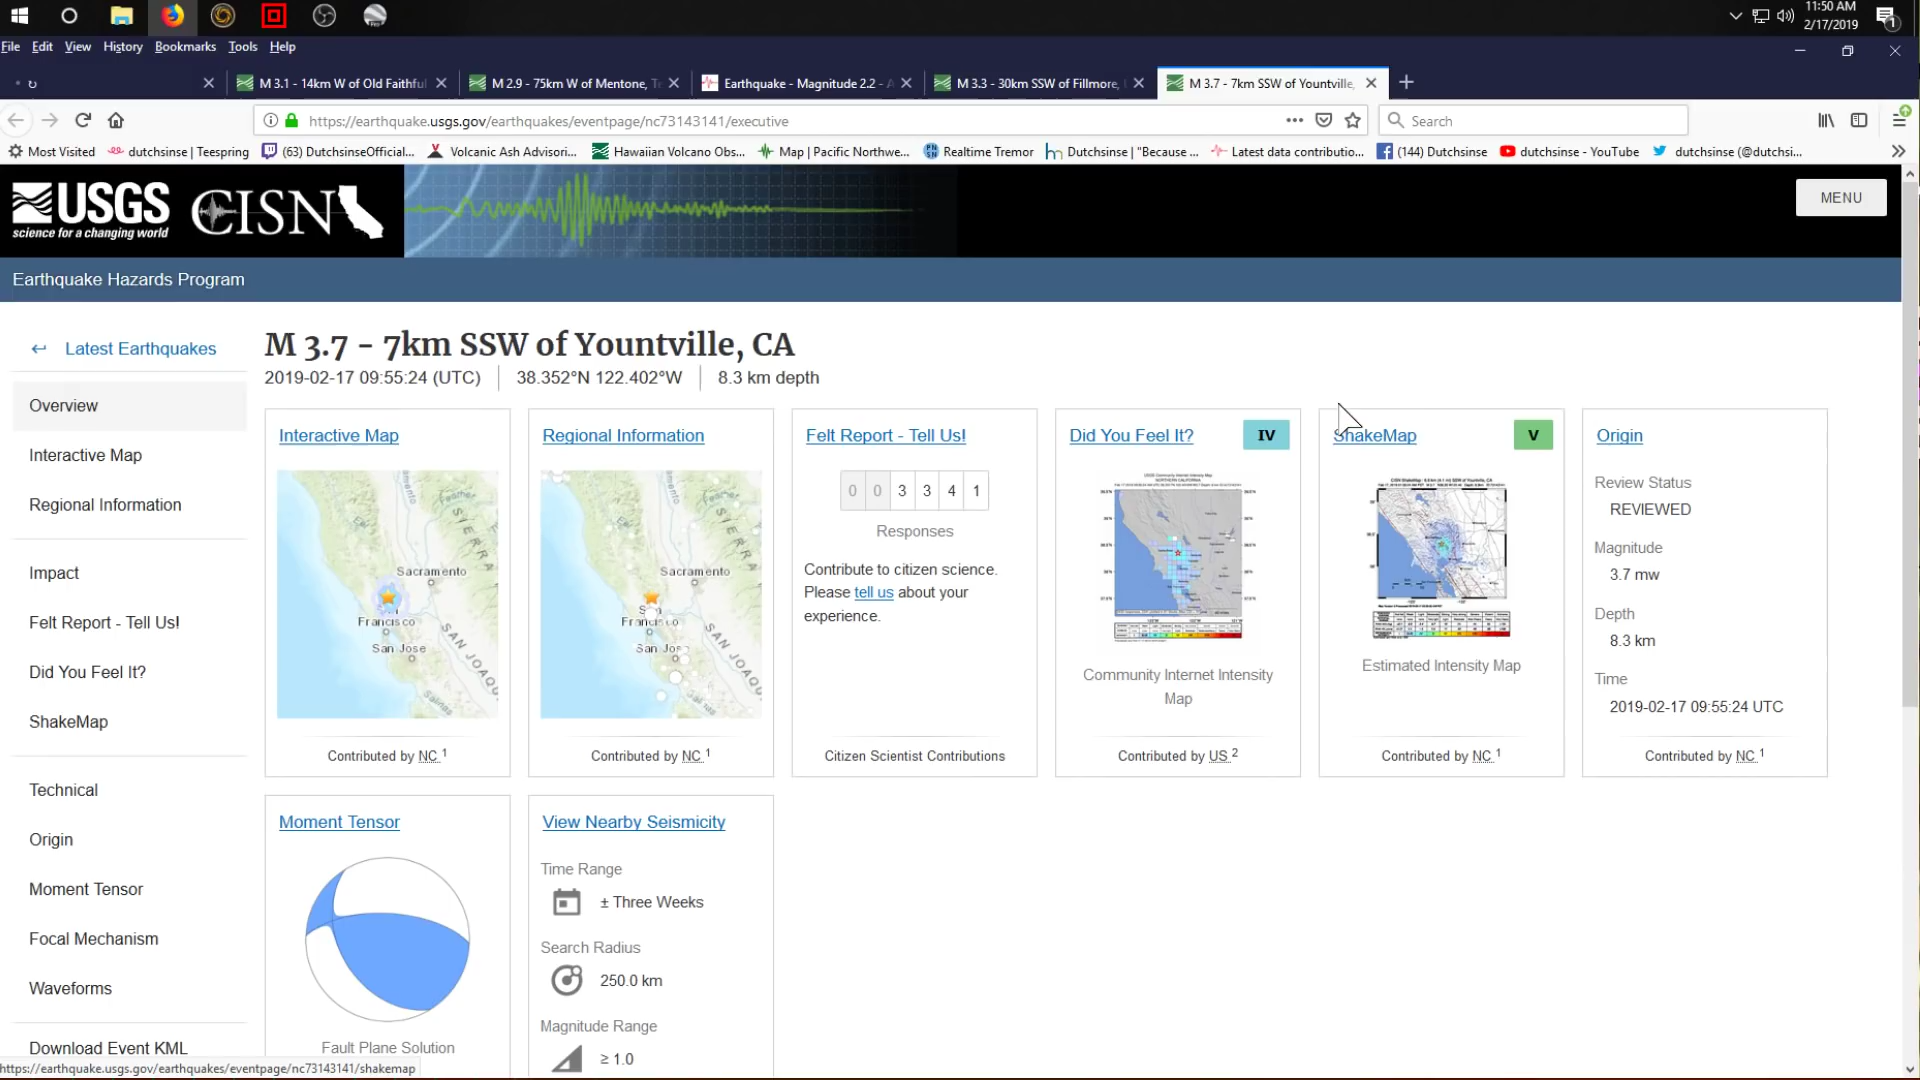 11:50 AM
2/17/2019
1
File Edit View History Bookmarks Tools Help
M 3.1 - 14km W of Old Faithful
M 2.9 - 75km W of Mentone, T
Earthquake - Magnitude 2.2 - A
M 3.3 - 30km SSW of Fillmore,
M 3.7 - 7km SSW of Yountville,
https://earthquake.usgs.gov/earthquakes/eventpage/nc73143141/executive
Search
Most Visited
dutchsinse | Teespring
(63) DutchsinseOfficial...
Volcanic Ash Advisori...
Hawaiian Volcano Obs...
Map | Pacific Northwe...
Realtime Tremor
Dutchsinse | "Because ...
Latest data contributio...
(144) Dutchsinse
dutchsinse - YouTube
dutchsinse (@dutchsi...
USGS
science for a changing world
CISN
MENU
Earthquake Hazards Program
Latest Earthquakes
Overview
Interactive Map
Regional Information
Impact
Felt Report - Tell Us!
Did You Feel It?
ShakeMap
Technical
Origin
Moment Tensor
Focal Mechanism
Waveforms
Download Event KML
M 3.7 - 7km SSW of Yountville, CA
2019-02-17 09:55:24 (UTC) 38.352°N 122.402°W 8.3 km depth
Interactive Map
Sacramento
San
Francisco
San Jose
Salinas
SIERRA
SAN JOAQ
Contributed by NC 1
Regional Information
Sacramento
San Jose
SIERRA
Contributed by NC 1
Felt Report - Tell Us!
0 0 3 3 4 1
Responses
Contribute to citizen science.
Please tell us about your
experience.
Citizen Scientist Contributions
Did You Feel It?
IV
Community Internet Intensity
Map
Contributed by US 2
ShakeMap
V
Estimated Intensity Map
Contributed by NC 1
Origin
Review Status
REVIEWED
Magnitude
3.7 mw
Depth
8.3 km
Time
2019-02-17 09:55:24 UTC
Contributed by NC 1
Moment Tensor
Fault Plane Solution
View Nearby Seismicity
Time Range
± Three Weeks
Search Radius
250.0 km
Magnitude Range
≥ 1.0
https://earthquake.usgs.gov/earthquakes/eventpage/nc73143141/shakemap